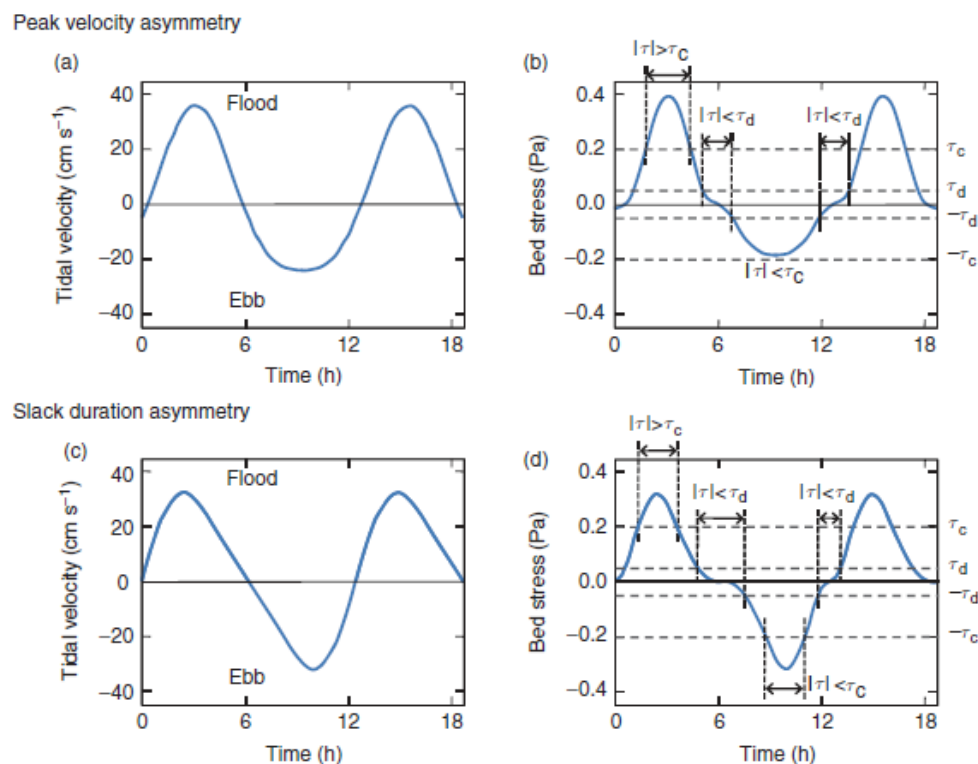 Peak velocity asymmetry
(a)
40
20
0
−20
−40
Tidal velocity (cm s⁻¹)
Flood
Ebb
0 6 12 18
Time (h)
(b)
|τ|>τc
|τ|<τd |τ|<τd
0.4
0.2
0.0
−0.2
−0.4
Bed stress (Pa)
τc
τd
−τd
−τc
|τ|<τc
0 6 12 18
Time (h)
Slack duration asymmetry
(c)
40
20
0
−20
−40
Tidal velocity (cm s⁻¹)
Flood
Ebb
0 6 12 18
Time (h)
(d)
|τ|>τc
|τ|<τd |τ|<τd
0.4
0.2
0.0
−0.2
−0.4
Bed stress (Pa)
τc
τd
−τd
−τc
|τ|<τc
0 6 12 18
Time (h)